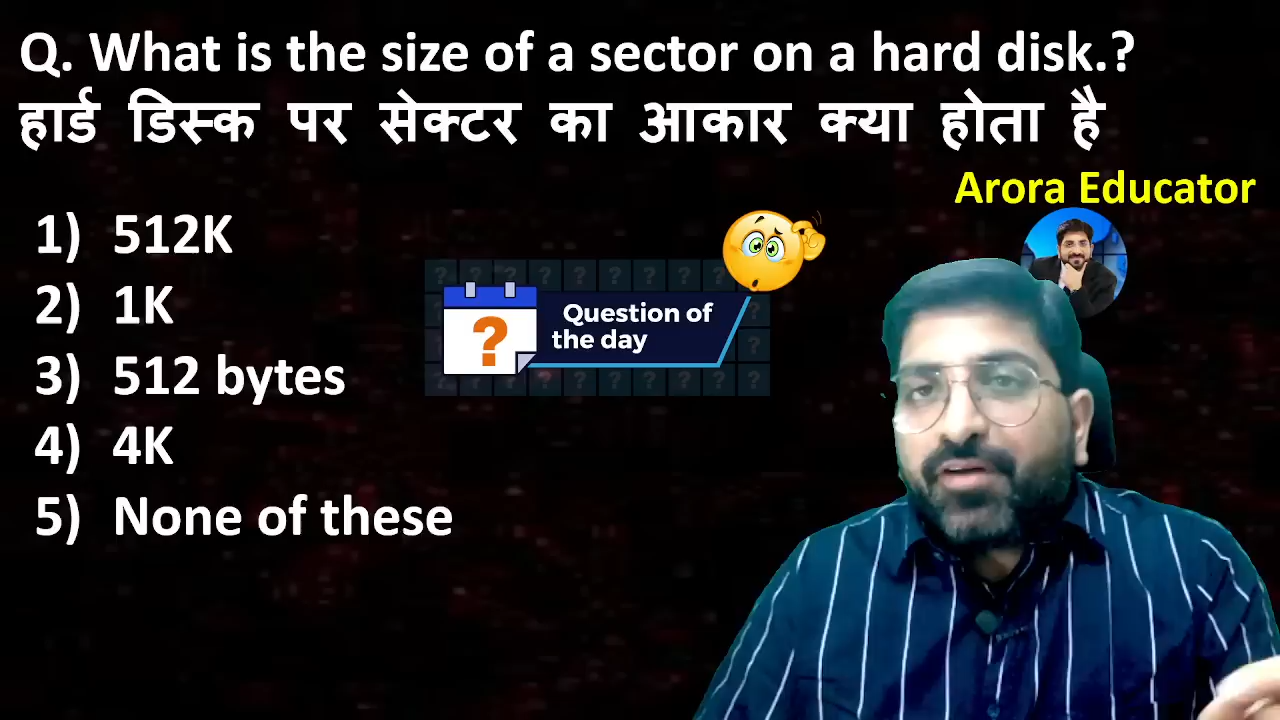 Q. What is the size of a sector on a hard disk.?
हार्ड डिस्क पर सेक्टर का आकार क्या होता है
Arora Educator
1) 512K
2) 1K
3) 512 bytes
4) 4K
5) None of these
Question of
the day